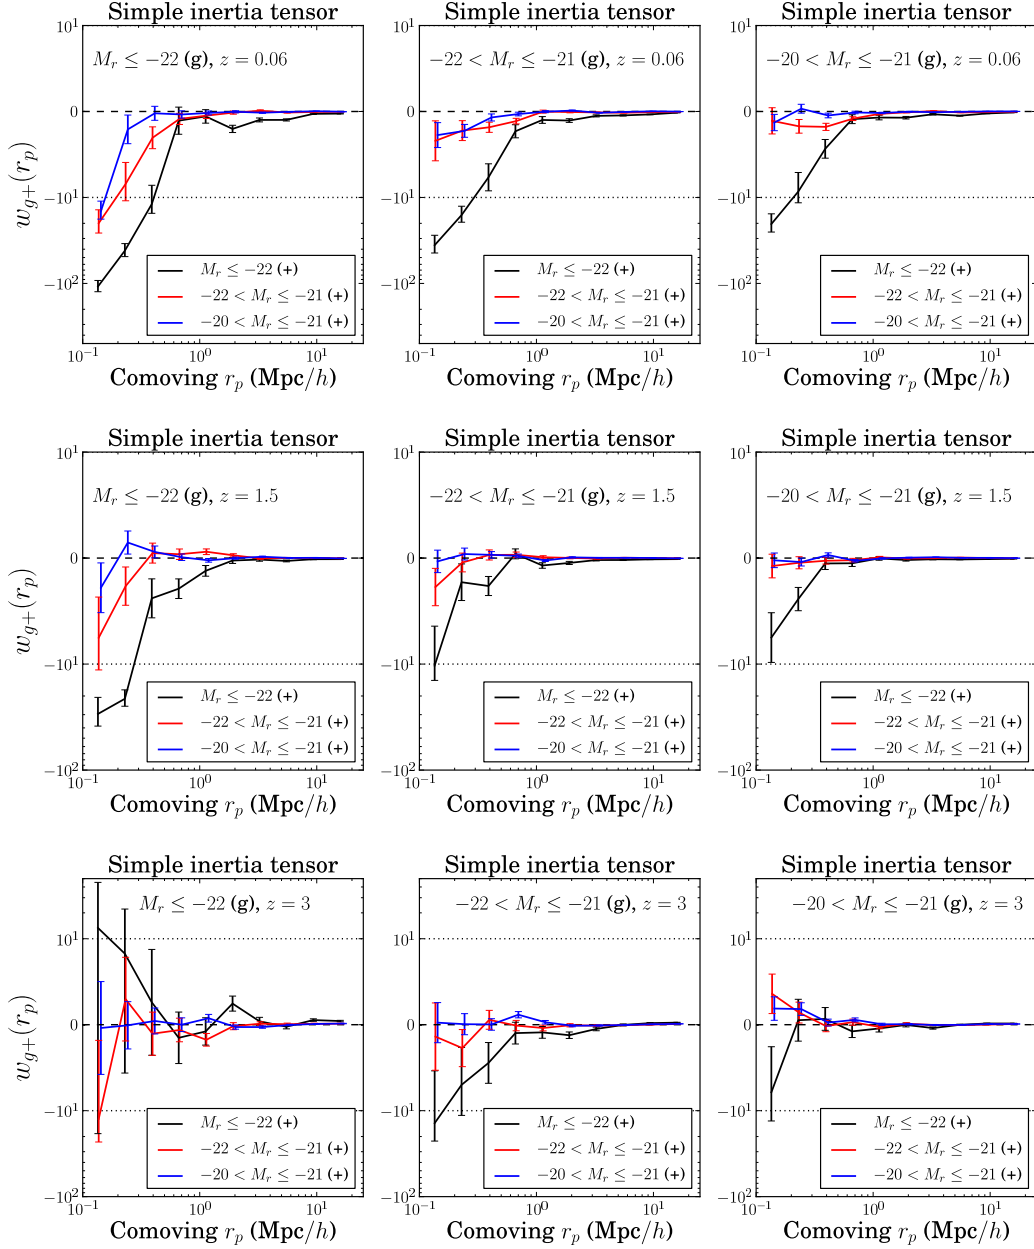 Simple inertia tensor Simple inertia tensor Simple inertia tensor
10^1 10^1 10^1
M_r ≤ −22 (g), z = 0.06 −22 < M_r ≤ −21 (g), z = 0.06 −20 < M_r ≤ −21 (g), z = 0.06
0 0 0
w_{g+}(r_p)
−10^1 −10^1 −10^1
M_r ≤ −22 (+) M_r ≤ −22 (+) M_r ≤ −22 (+)
−10^2 −10^2 −10^2
−22 < M_r ≤ −21 (+) −22 < M_r ≤ −21 (+) −22 < M_r ≤ −21 (+)
−20 < M_r ≤ −21 (+) −20 < M_r ≤ −21 (+) −20 < M_r ≤ −21 (+)
10^{-1} 10^0 10^1 10^{-1} 10^0 10^1 10^{-1} 10^0 10^1
Comoving r_p (Mpc/h) Comoving r_p (Mpc/h) Comoving r_p (Mpc/h)
Simple inertia tensor Simple inertia tensor Simple inertia tensor
10^1 10^1 10^1
M_r ≤ −22 (g), z = 1.5 −22 < M_r ≤ −21 (g), z = 1.5 −20 < M_r ≤ −21 (g), z = 1.5
0 0 0
w_{g+}(r_p)
−10^1 −10^1 −10^1
M_r ≤ −22 (+) M_r ≤ −22 (+) M_r ≤ −22 (+)
−22 < M_r ≤ −21 (+) −22 < M_r ≤ −21 (+) −22 < M_r ≤ −21 (+)
−20 < M_r ≤ −21 (+) −20 < M_r ≤ −21 (+) −20 < M_r ≤ −21 (+)
−10^2 −10^2 −10^2
10^{-1} 10^0 10^1 10^{-1} 10^0 10^1 10^{-1} 10^0 10^1
Comoving r_p (Mpc/h) Comoving r_p (Mpc/h) Comoving r_p (Mpc/h)
Simple inertia tensor Simple inertia tensor Simple inertia tensor
M_r ≤ −22 (g), z = 3 −22 < M_r ≤ −21 (g), z = 3 −20 < M_r ≤ −21 (g), z = 3
10^1 10^1 10^1
0 0 0
w_{g+}(r_p)
−10^1 −10^1 −10^1
M_r ≤ −22 (+) M_r ≤ −22 (+) M_r ≤ −22 (+)
−22 < M_r ≤ −21 (+) −22 < M_r ≤ −21 (+) −22 < M_r ≤ −21 (+)
−20 < M_r ≤ −21 (+) −20 < M_r ≤ −21 (+) −20 < M_r ≤ −21 (+)
−10^2 −10^2 −10^2
10^{-1} 10^0 10^1 10^{-1} 10^0 10^1 10^{-1} 10^0 10^1
Comoving r_p (Mpc/h) Comoving r_p (Mpc/h) Comoving r_p (Mpc/h)